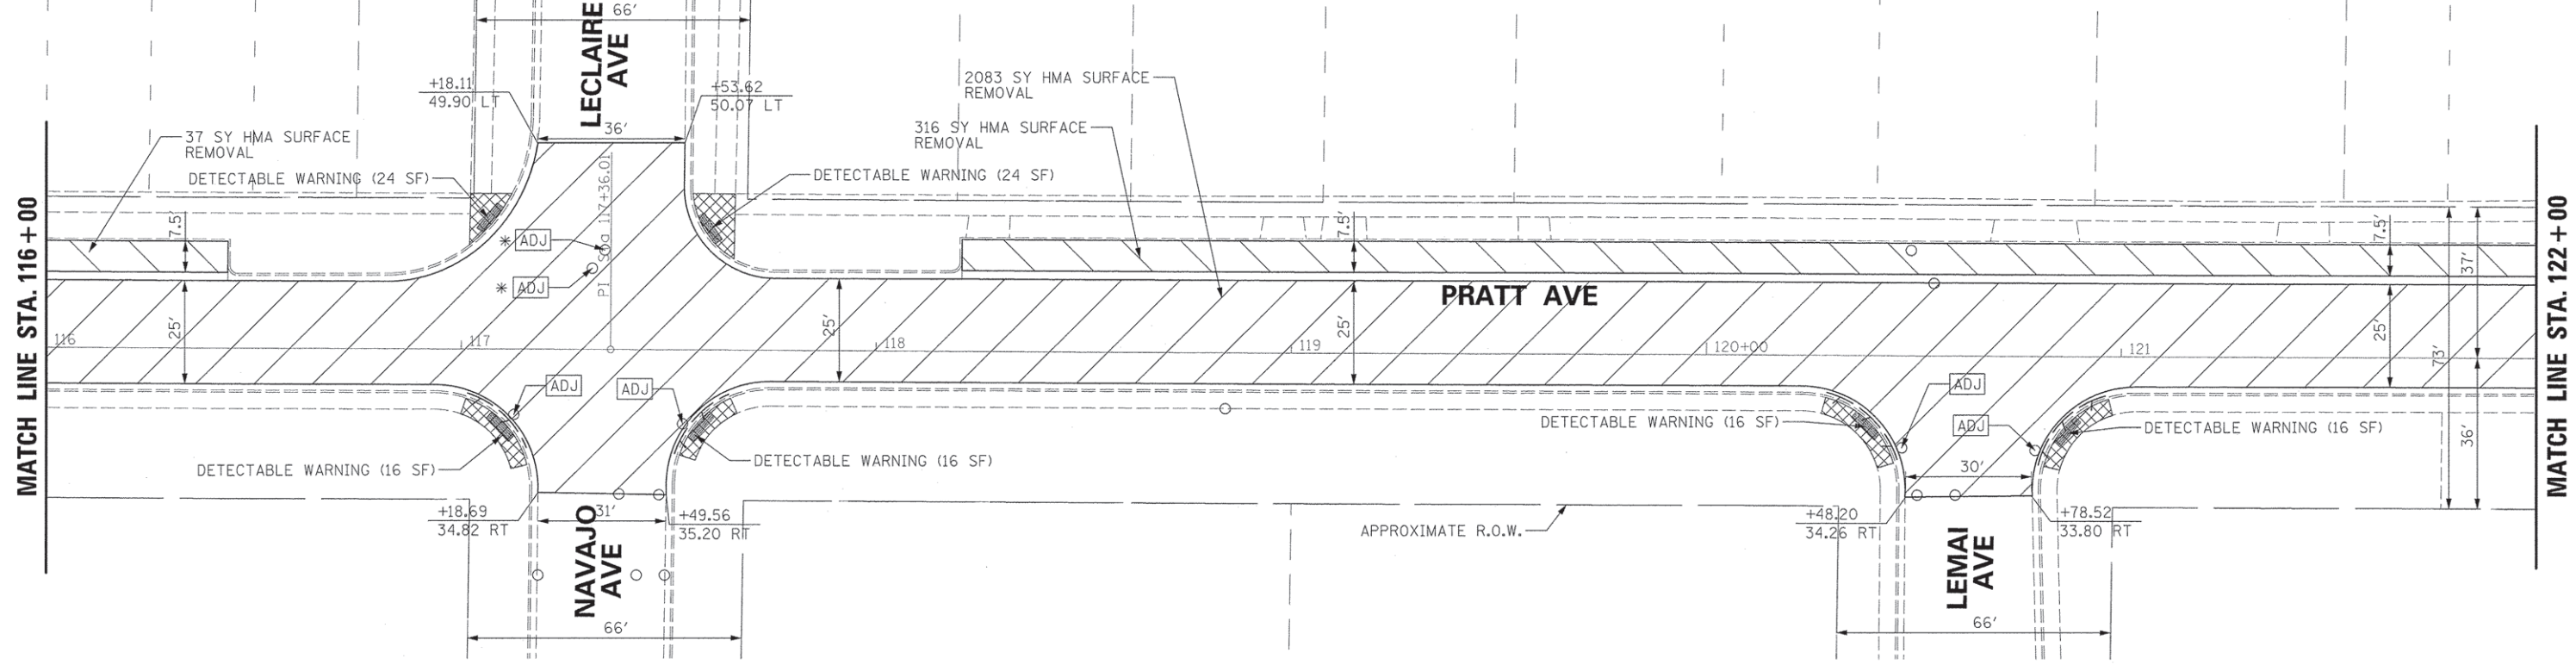 66'
LECLAIRE
AVE
+18.11
49.90 LT
+53.62
50.07 LT
36'
2083 SY HMA SURFACE
REMOVAL
316 SY HMA SURFACE
REMOVAL
37 SY HMA SURFACE
REMOVAL
DETECTABLE WARNING (24 SF)
DETECTABLE WARNING (24 SF)
MATCH LINE STA. 116+00
7.5'
* ADJ
* ADJ
7.5'
7.5'
37'
PRATT AVE
MATCH LINE STA. 122+00
25'
25'
25'
25'
73'
116
117
118
119
120+00
121
ADJ
ADJ
ADJ
ADJ
DETECTABLE WARNING (16 SF)
DETECTABLE WARNING (16 SF)
DETECTABLE WARNING (16 SF)
DETECTABLE WARNING (16 SF)
36'
30'
+18.69
34.82 RT
31'
+49.56
35.20 RT
APPROXIMATE R.O.W.
+48.20
34.26 RT
+78.52
33.80 RT
NAVAJO
AVE
LEMAI
AVE
66'
66'